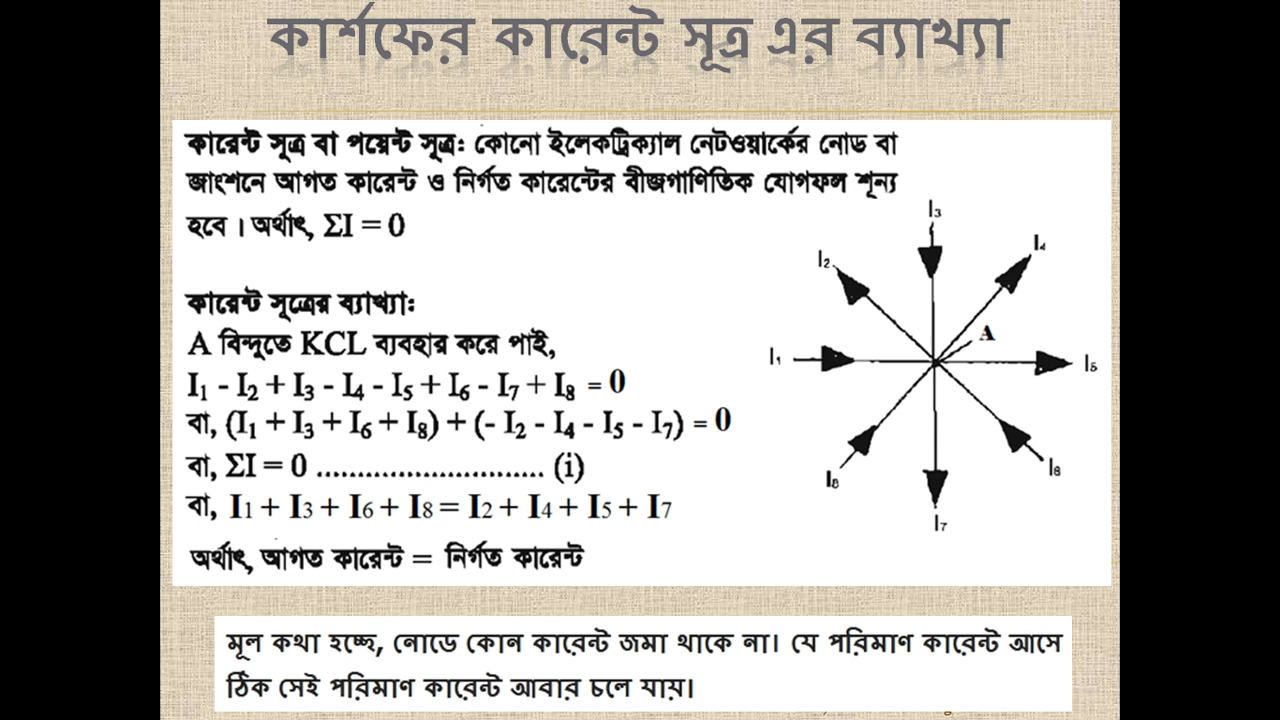 কার্শফের কারেন্ট সূত্র এর ব্যাখ্যা
কারেন্ট সূত্র বা পয়েন্ট সূত্র: কোনো ইলেকট্রিক্যাল নেটওয়ার্কের নোড বা
জাংশনে আগত কারেন্ট ও নির্গত কারেন্টের বীজগাণিতিক যোগফল শূন্য
হবে। অর্থাৎ, ΣI = 0
কারেন্ট সূত্রের ব্যাখ্যা:
A বিন্দুতে KCL ব্যবহার করে পাই,
I₁ - I₂ + I₃ - I₄ - I₅ + I₆ - I₇ + I₈ = 0
বা, (I₁ + I₃ + I₆ + I₈) + (- I₂ - I₄ - I₅ - I₇) = 0
বা, ΣI = 0 ............................ (i)
বা, I1 + I3 + I6 + I8 = I2 + I4 + I5 + I7
অর্থাৎ, আগত কারেন্ট = নির্গত কারেন্ট
I₃
I₂
I₄
A
I₁
I₅
I₈
I₆
I₇
মূল কথা হচ্ছে, নোডে কোন কারেন্ট জমা থাকে না। যে পরিমাণ কারেন্ট আসে
ঠিক সেই পরিমাণ কারেন্ট আবার চলে যায়।